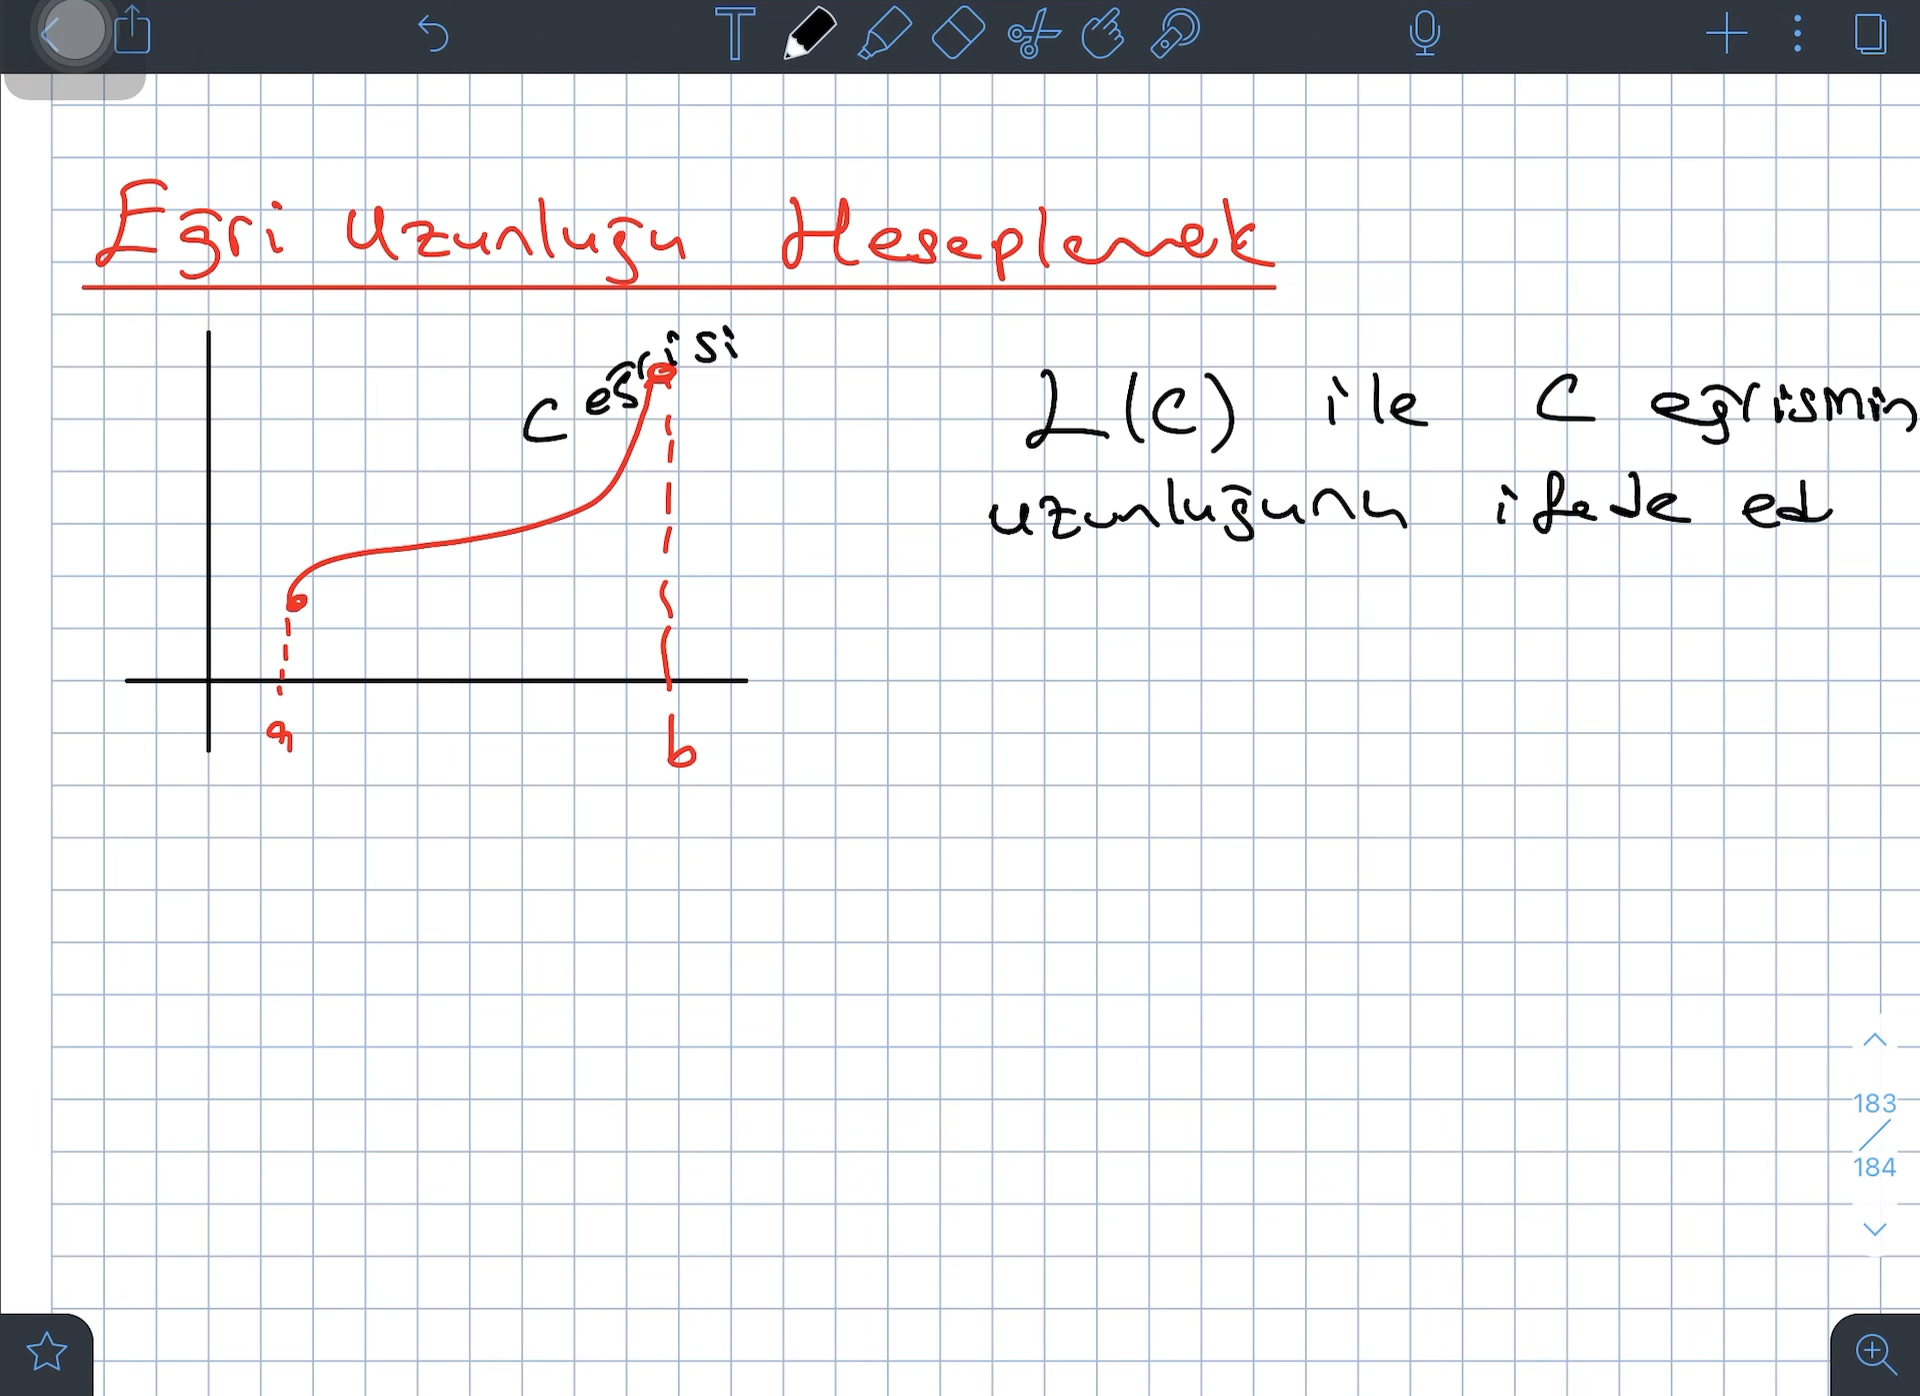 Eğri Uzunluğu Hesaplamak
C eğrisi
L(C) ile C eğrisinin
uzunluğunu ifade ed
a
b
183
184